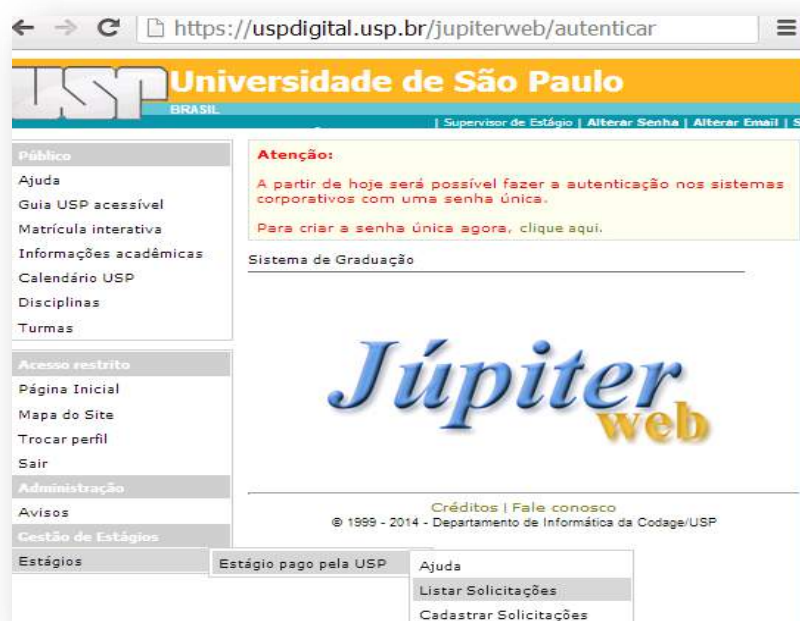 https://uspdigital.usp.br/jupiterweb/autenticar
USP Universidade de São Paulo
BRASIL
| Supervisor de Estágio | Alterar Senha | Alterar Email | S
Público
Ajuda
Guia USP acessível
Matrícula interativa
Informações acadêmicas
Calendário USP
Disciplinas
Turmas
Acesso restrito
Página Inicial
Mapa do Site
Trocar perfil
Sair
Administração
Avisos
Gestão de Estágios
Estágios
Atenção:
A partir de hoje será possível fazer a autenticação nos sistemas
corporativos com uma senha única.
Para criar a senha única agora, clique aqui.
Sistema de Graduação
Júpiter
web
Créditos | Fale conosco
© 1999 - 2014 - Departamento de Informática da Codage/USP
Estágio pago pela USP
Ajuda
Listar Solicitações
Cadastrar Solicitações